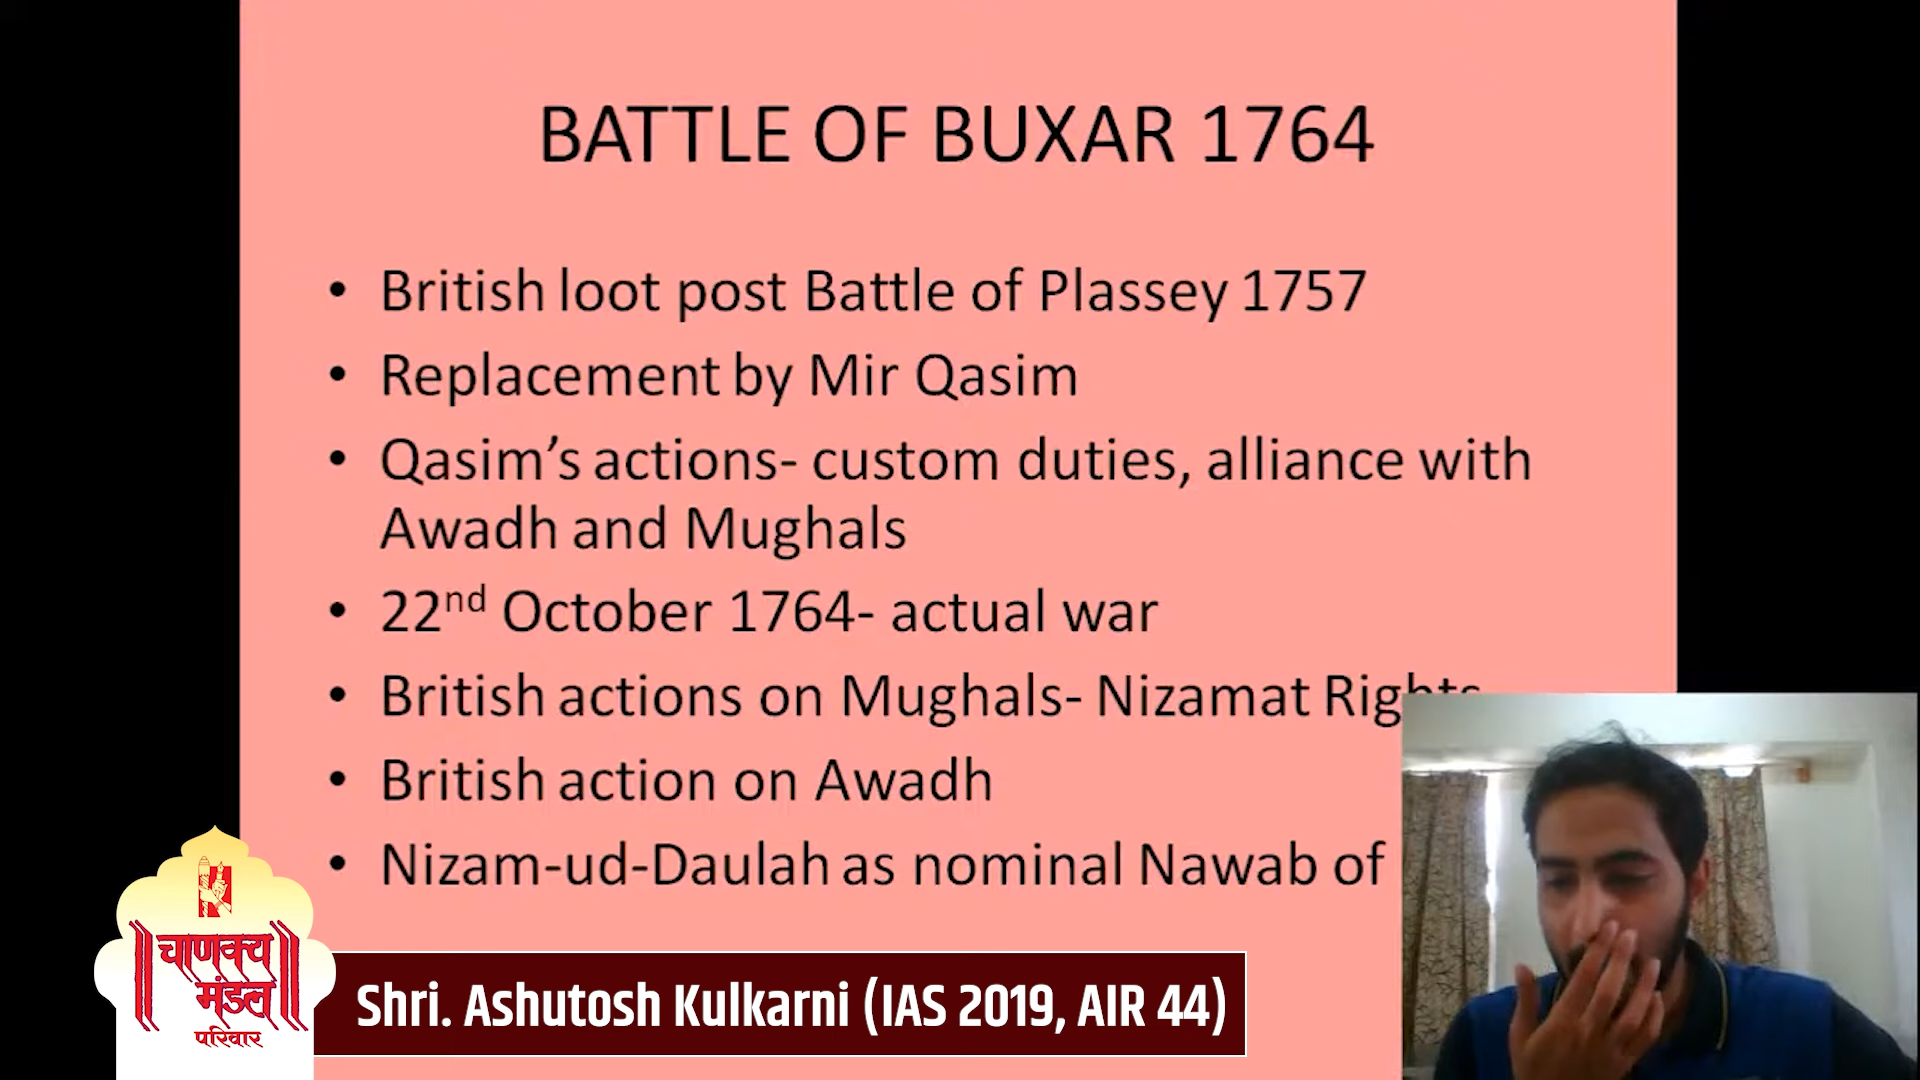 BATTLE OF BUXAR 1764
• British loot post Battle of Plassey 1757
• Replacement by Mir Qasim
• Qasim’s actions- custom duties, alliance with
Awadh and Mughals
• 22nd October 1764- actual war
• British actions on Mughals- Nizamat Rights
• British action on Awadh
• Nizam-ud-Daulah as nominal Nawab of
चाणक्य
मंडल
परिवार
Shri. Ashutosh Kulkarni (IAS 2019, AIR 44)